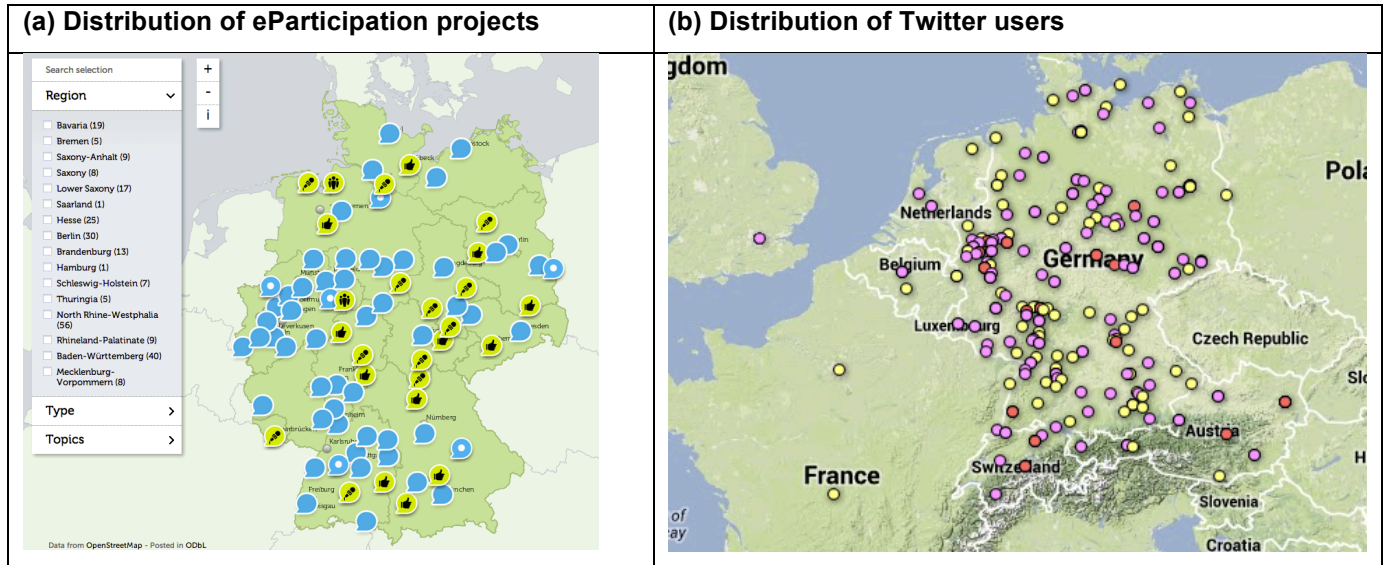 (a) Distribution of eParticipation projects
(b) Distribution of Twitter users
Search selection
Region
Bavaria (19)
Bremen (5)
Saxony-Anhalt (9)
Saxony (8)
Lower Saxony (17)
Saarland (1)
Hesse (25)
Berlin (30)
Brandenburg (13)
Hamburg (1)
Schleswig-Holstein (7)
Thuringia (5)
North Rhine-Westphalia
(56)
Rhineland-Palatinate (9)
Baden-Württemberg (40)
Mecklenburg-
Vorpommern (8)
Type
Topics
+
-
i
Nürnberg
Freiburg
Data from OpenStreetMap - Posted in ODbL
gdom
Pola
Netherlands
Germany
Belgium
Luxembourg
Czech Republic
Slo
France
Switzerland
Austria
H
Slovenia
Croatia
of
ay